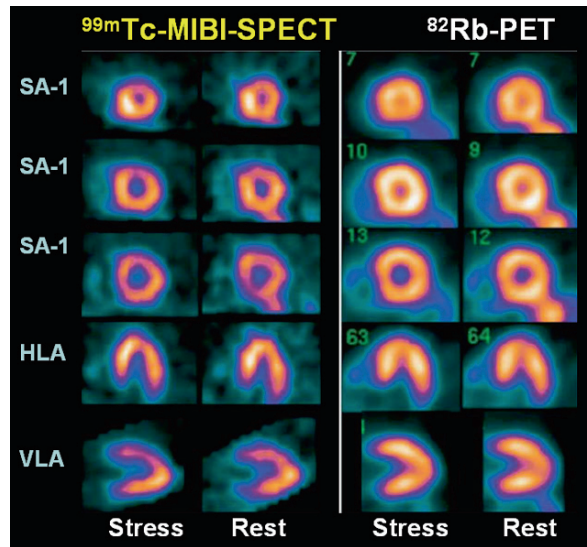 99mTc-MIBI-SPECT 82Rb-PET
SA-1 7 7
SA-1 10 9
SA-1 13 12
HLA 63 64
VLA
Stress Rest Stress Rest